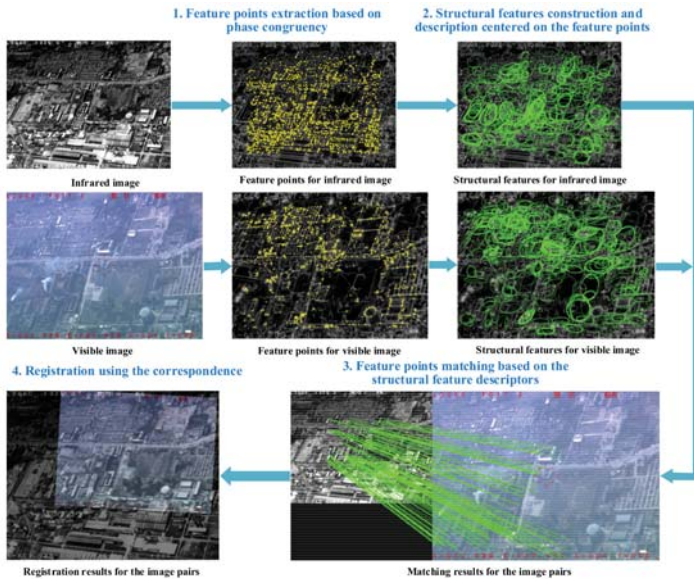 1. Feature points extraction based on
phase congruency
2. Structural features construction and
description centered on the feature points
Infrared image
Feature points for infrared image
Structural features for infrared image
Visible image
Feature points for visible image
Structural features for visible image
4. Registration using the correspondence
3. Feature points matching based on the
structural feature descriptors
Registration results for the image pairs
Matching results for the image pairs